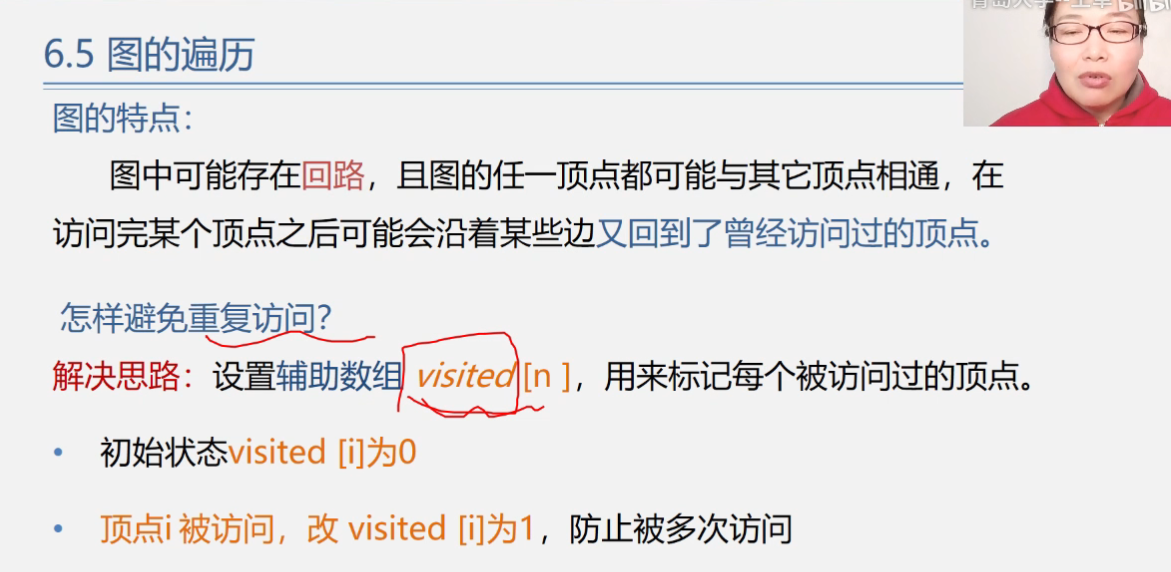 6.5 图的遍历
图的特点：
图中可能存在回路，且图的任一顶点都可能与其它顶点相通，在
访问完某个顶点之后可能会沿着某些边又回到了曾经访问过的顶点。
怎样避免重复访问？
解决思路：设置辅助数组 visited [n ]，用来标记每个被访问过的顶点。
• 初始状态visited [i]为0
• 顶点i 被访问，改 visited [i]为1，防止被多次访问